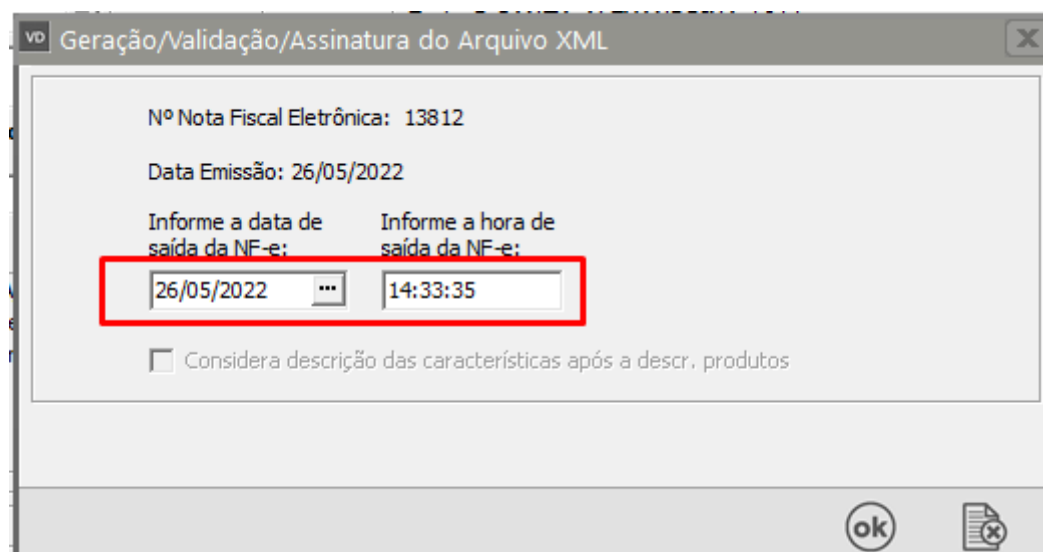 VD Geração/Validação/Assinatura do Arquivo XML
Nº Nota Fiscal Eletrônica: 13812
Data Emissão: 26/05/2022
Informe a data de saída da NF-e:
Informe a hora de saída da NF-e:
26/05/2022 ... 14:33:35
Considera descrição das características após a descr. produtos
ok